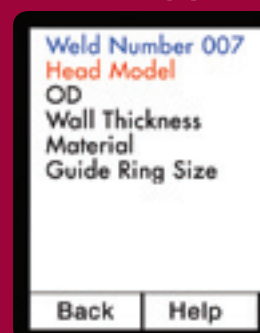 Weld Number 007
Head Model
OD
Wall Thickness
Material
Guide Ring Size
Back Help